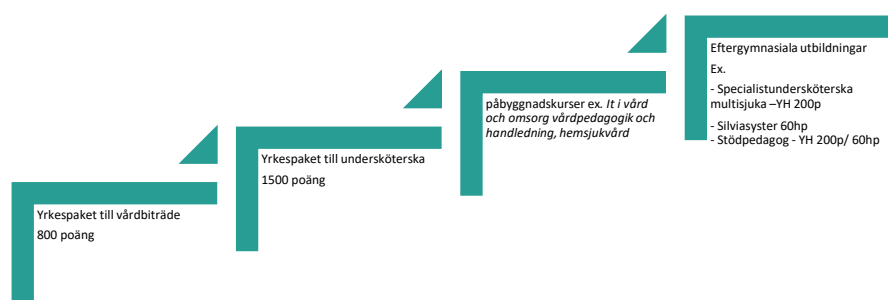 Yrkespaket till vårdbiträde
800 poäng
Yrkespaket till undersköterska
1500 poäng
påbyggnadskurser ex. It i vård
och omsorg vårdpedagogik och
handledning, hemsjukvård
Eftergymnasiala utbildningar
Ex.
- Specialistundersköterska
multisjuka –YH 200p
- Silviasyster 60hp
- Stödpedagog - YH 200p/ 60hp